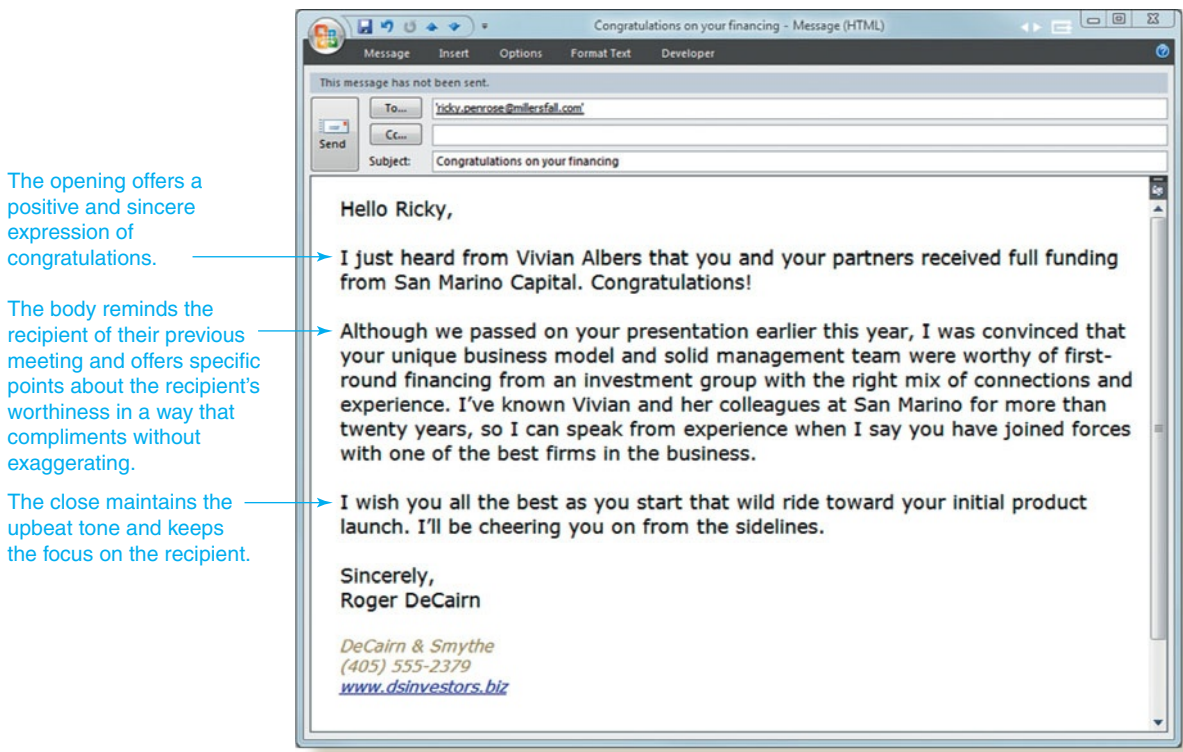 Congratulations on your financing - Message (HTML)
Message Insert Options Format Text Developer
This message has not been sent.
To... 'ricky.penrose@millersfall.com'
Cc...
Send
Subject: Congratulations on your financing
The opening offers a
positive and sincere
expression of
congratulations.
The body reminds the
recipient of their previous
meeting and offers specific
points about the recipient's
worthiness in a way that
compliments without
exaggerating.
The close maintains the
upbeat tone and keeps
the focus on the recipient.
Hello Ricky,
I just heard from Vivian Albers that you and your partners received full funding
from San Marino Capital. Congratulations!
Although we passed on your presentation earlier this year, I was convinced that
your unique business model and solid management team were worthy of first-
round financing from an investment group with the right mix of connections and
experience. I've known Vivian and her colleagues at San Marino for more than
twenty years, so I can speak from experience when I say you have joined forces
with one of the best firms in the business.
I wish you all the best as you start that wild ride toward your initial product
launch. I'll be cheering you on from the sidelines.
Sincerely,
Roger DeCairn
DeCairn & Smythe
(405) 555-2379
www.dsinvestors.biz